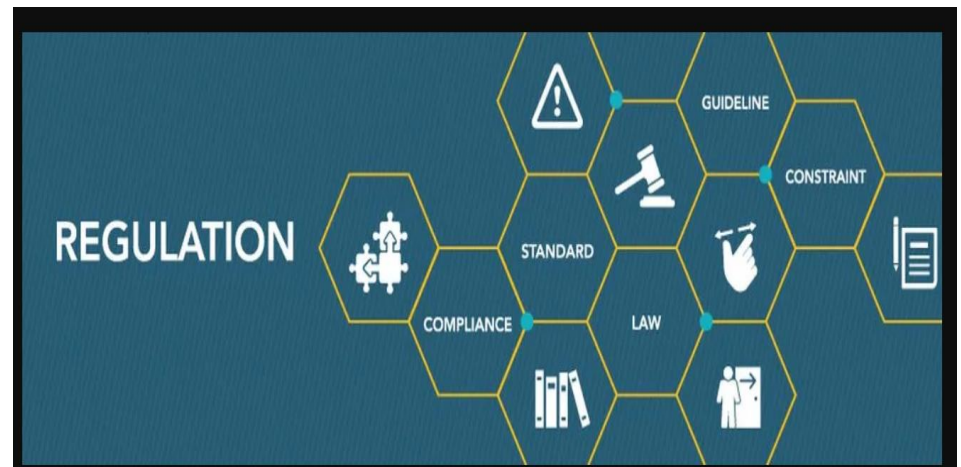 REGULATION
GUIDELINE
CONSTRAINT
STANDARD
COMPLIANCE
LAW